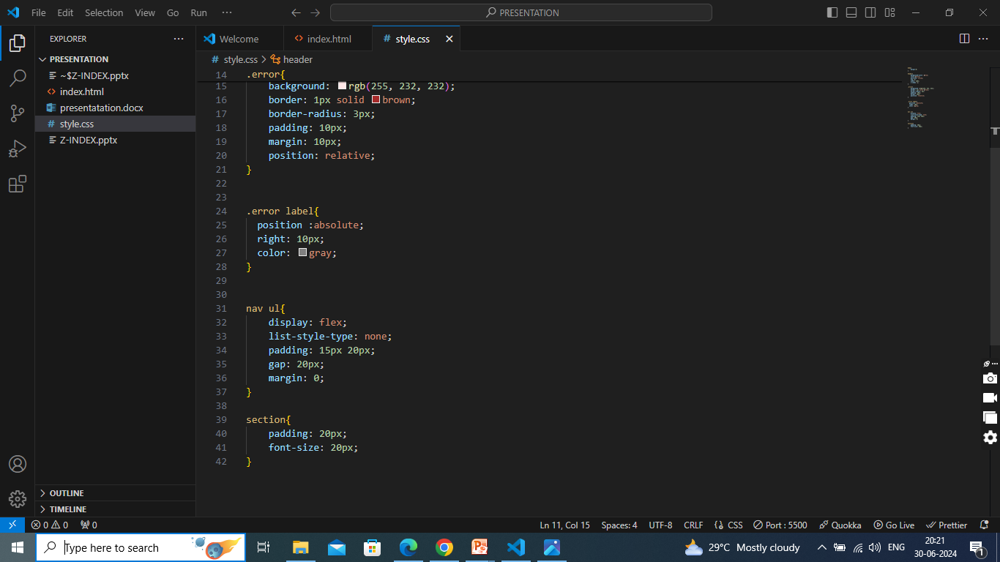 File Edit Selection View Go Run ··· PRESENTATION
EXPLORER ···
Welcome index.html style.css
PRESENTATION
style.css > header
~$Z-INDEX.pptx
index.html
presentatation.docx
style.css
Z-INDEX.pptx
14 .error{
15 background: rgb(255, 232, 232);
16 border: 1px solid brown;
17 border-radius: 3px;
18 padding: 10px;
19 margin: 10px;
20 position: relative;
21 }
22
23
24 .error label{
25 position :absolute;
26 right: 10px;
27 color: gray;
28 }
29
30
31 nav ul{
32 display: flex;
33 list-style-type: none;
34 padding: 15px 20px;
35 gap: 20px;
36 margin: 0;
37 }
38
39 section{
40 padding: 20px;
41 font-size: 20px;
42 }
OUTLINE
TIMELINE
0 0 0 Ln 11, Col 15 Spaces: 4 UTF-8 CRLF {} CSS Port : 5500 Quokka Go Live Prettier
Type here to search 29°C Mostly cloudy ENG 20:21
30-06-2024 1